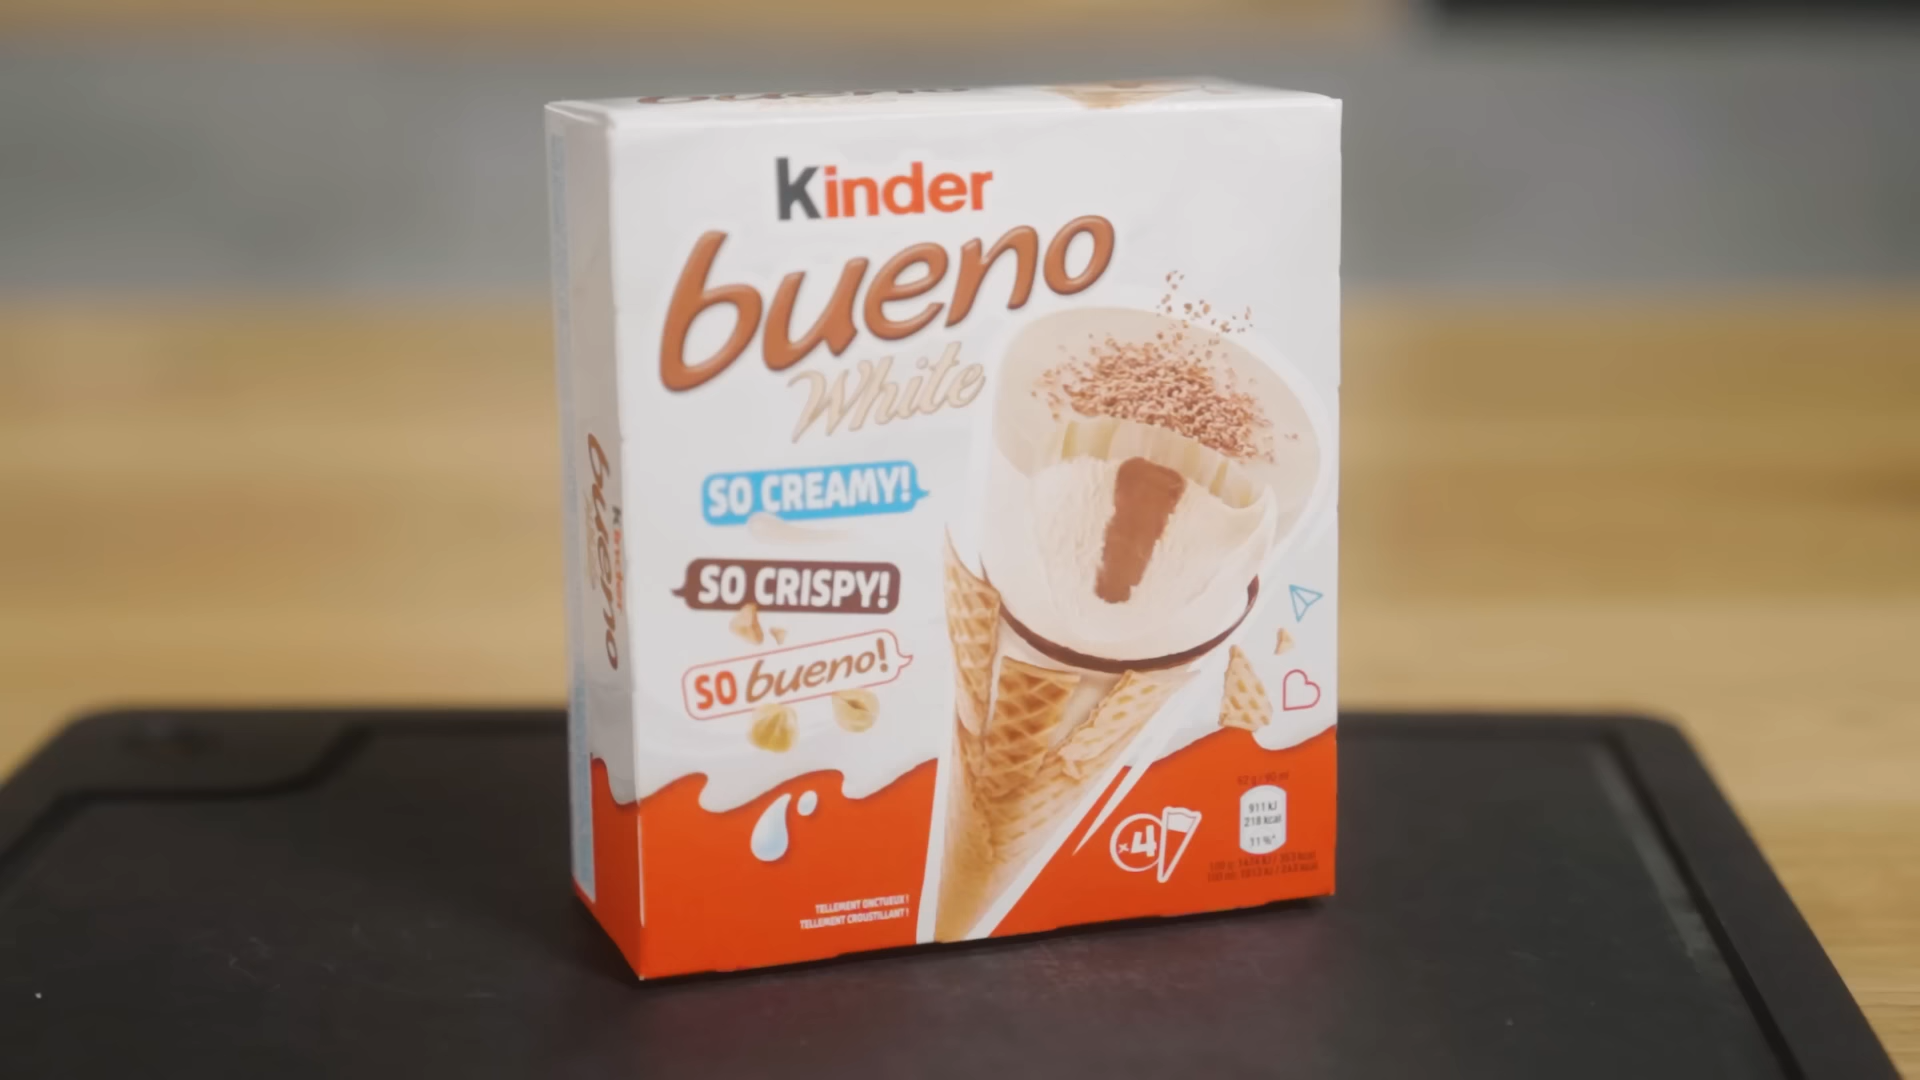 kinder
bueno
White
SO CREAMY!
SO CRISPY!
SO bueno!
x4
911 kJ
218 kcal
11 %*
TELLEMENT ONCTUEUX !
TELLEMENT CROUSTILLANT !
kinder
bueno
bueno